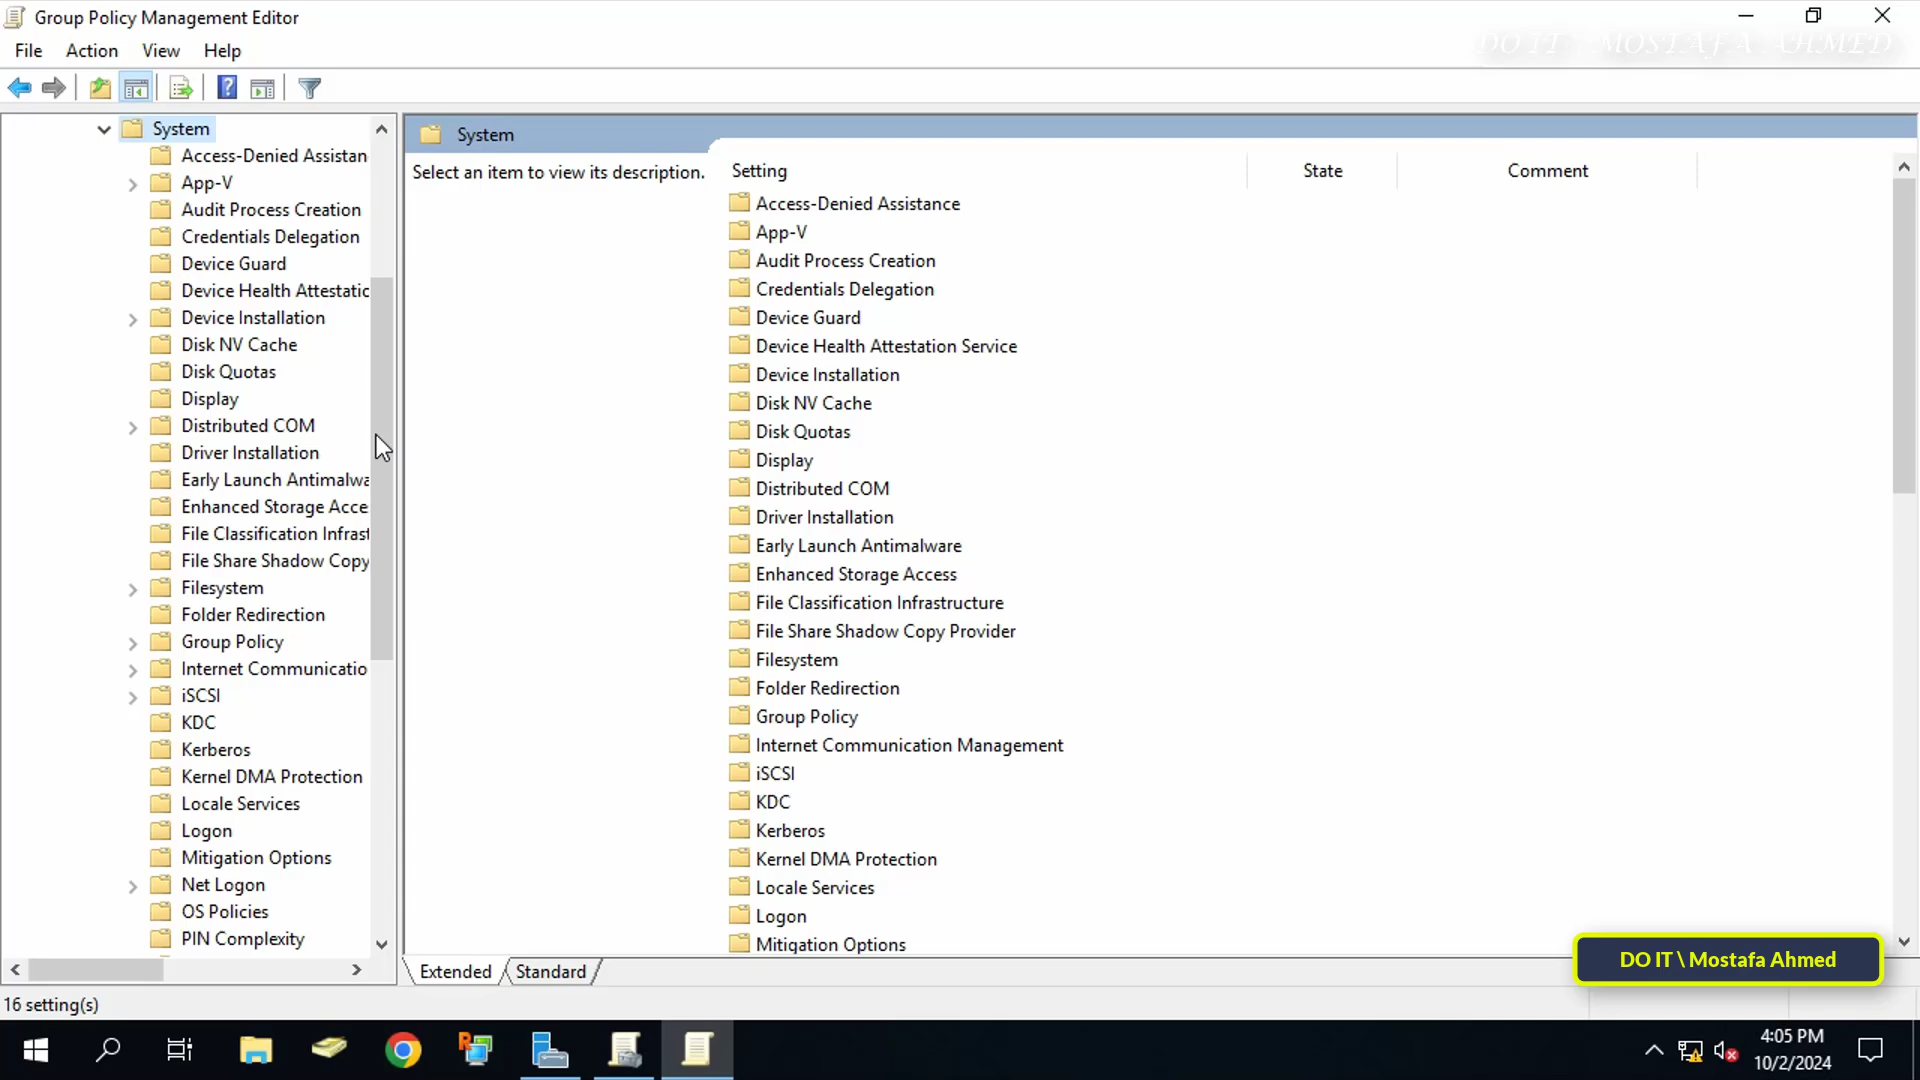 Group Policy Management Editor
File Action View Help
DO IT \ MOSTAFA AHMED
System
Access-Denied Assistan
App-V
Audit Process Creation
Credentials Delegation
Device Guard
Device Health Attestatic
Device Installation
Disk NV Cache
Disk Quotas
Display
Distributed COM
Driver Installation
Early Launch Antimalwa
Enhanced Storage Acce
File Classification Infrast
File Share Shadow Copy
Filesystem
Folder Redirection
Group Policy
Internet Communicatio
iSCSI
KDC
Kerberos
Kernel DMA Protection
Locale Services
Logon
Mitigation Options
Net Logon
OS Policies
PIN Complexity
System
Select an item to view its description.
Setting State Comment
Access-Denied Assistance
App-V
Audit Process Creation
Credentials Delegation
Device Guard
Device Health Attestation Service
Device Installation
Disk NV Cache
Disk Quotas
Display
Distributed COM
Driver Installation
Early Launch Antimalware
Enhanced Storage Access
File Classification Infrastructure
File Share Shadow Copy Provider
Filesystem
Folder Redirection
Group Policy
Internet Communication Management
iSCSI
KDC
Kerberos
Kernel DMA Protection
Locale Services
Logon
Mitigation Options
Extended Standard
DO IT \ Mostafa Ahmed
16 setting(s)
4:05 PM
10/2/2024